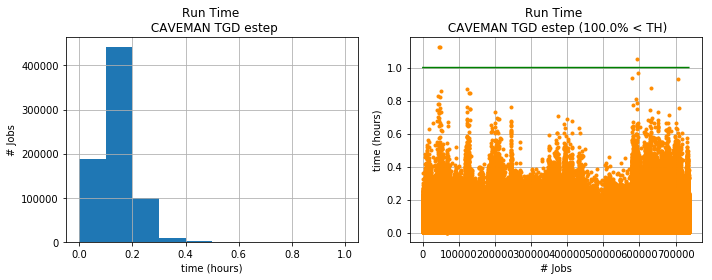 Run Time
CAVEMAN TGD estep
# Jobs
400000
300000
200000
100000
0
0.0 0.2 0.4 0.6 0.8 1.0
time (hours)
Run Time
CAVEMAN TGD estep (100.0% < TH)
time (hours)
1.0
0.8
0.6
0.4
0.2
0.0
0 100000 200000 300000 400000 500000 600000 700000
# Jobs